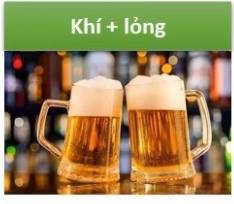 Khí + lỏng